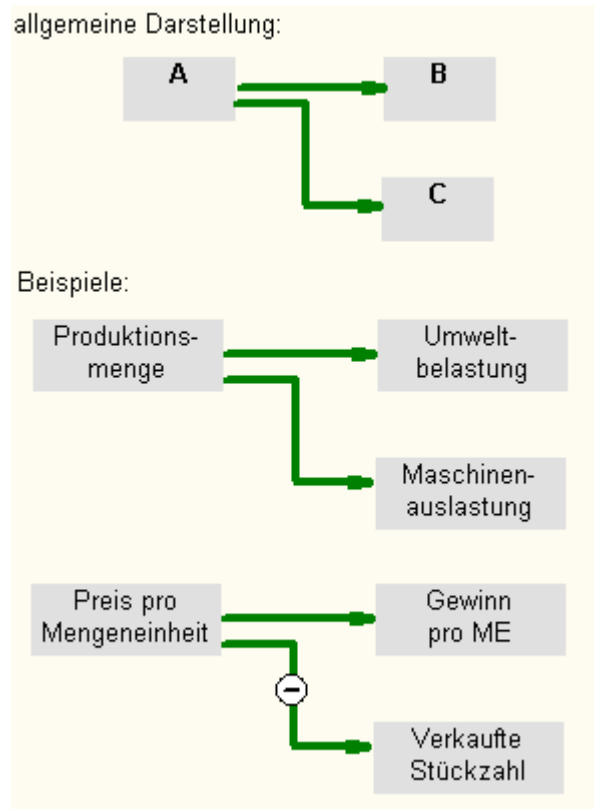 allgemeine Darstellung:
A
B
C
Beispiele:
Produktions-
menge
Umwelt-
belastung
Maschinen-
auslastung
Preis pro
Mengeneinheit
Gewinn
pro ME
−
Verkaufte
Stückzahl